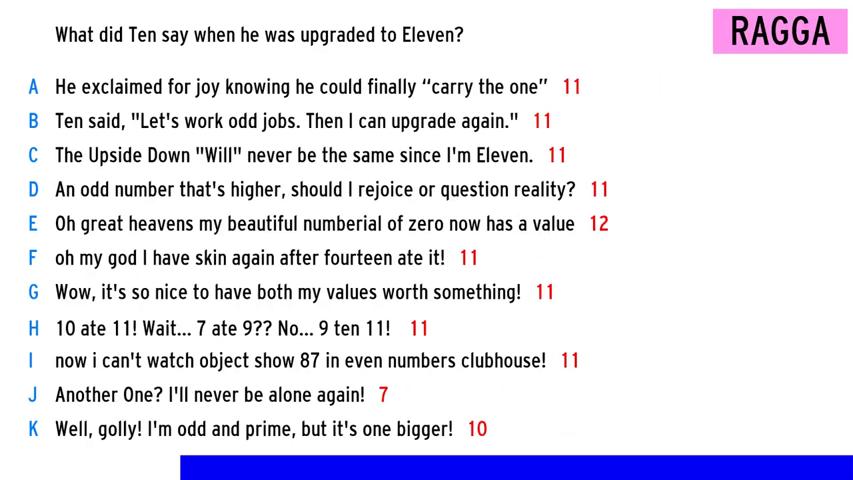 What did Ten say when he was upgraded to Eleven?
RAGGA
A He exclaimed for joy knowing he could finally “carry the one” 11
B Ten said, "Let's work odd jobs. Then I can upgrade again." 11
C The Upside Down "Will" never be the same since I'm Eleven. 11
D An odd number that's higher, should I rejoice or question reality? 11
E Oh great heavens my beautiful numberial of zero now has a value 12
F oh my god I have skin again after fourteen ate it! 11
G Wow, it's so nice to have both my values worth something! 11
H 10 ate 11! Wait... 7 ate 9?? No... 9 ten 11! 11
I now i can't watch object show 87 in even numbers clubhouse! 11
J Another One? I'll never be alone again! 7
K Well, golly! I'm odd and prime, but it's one bigger! 10